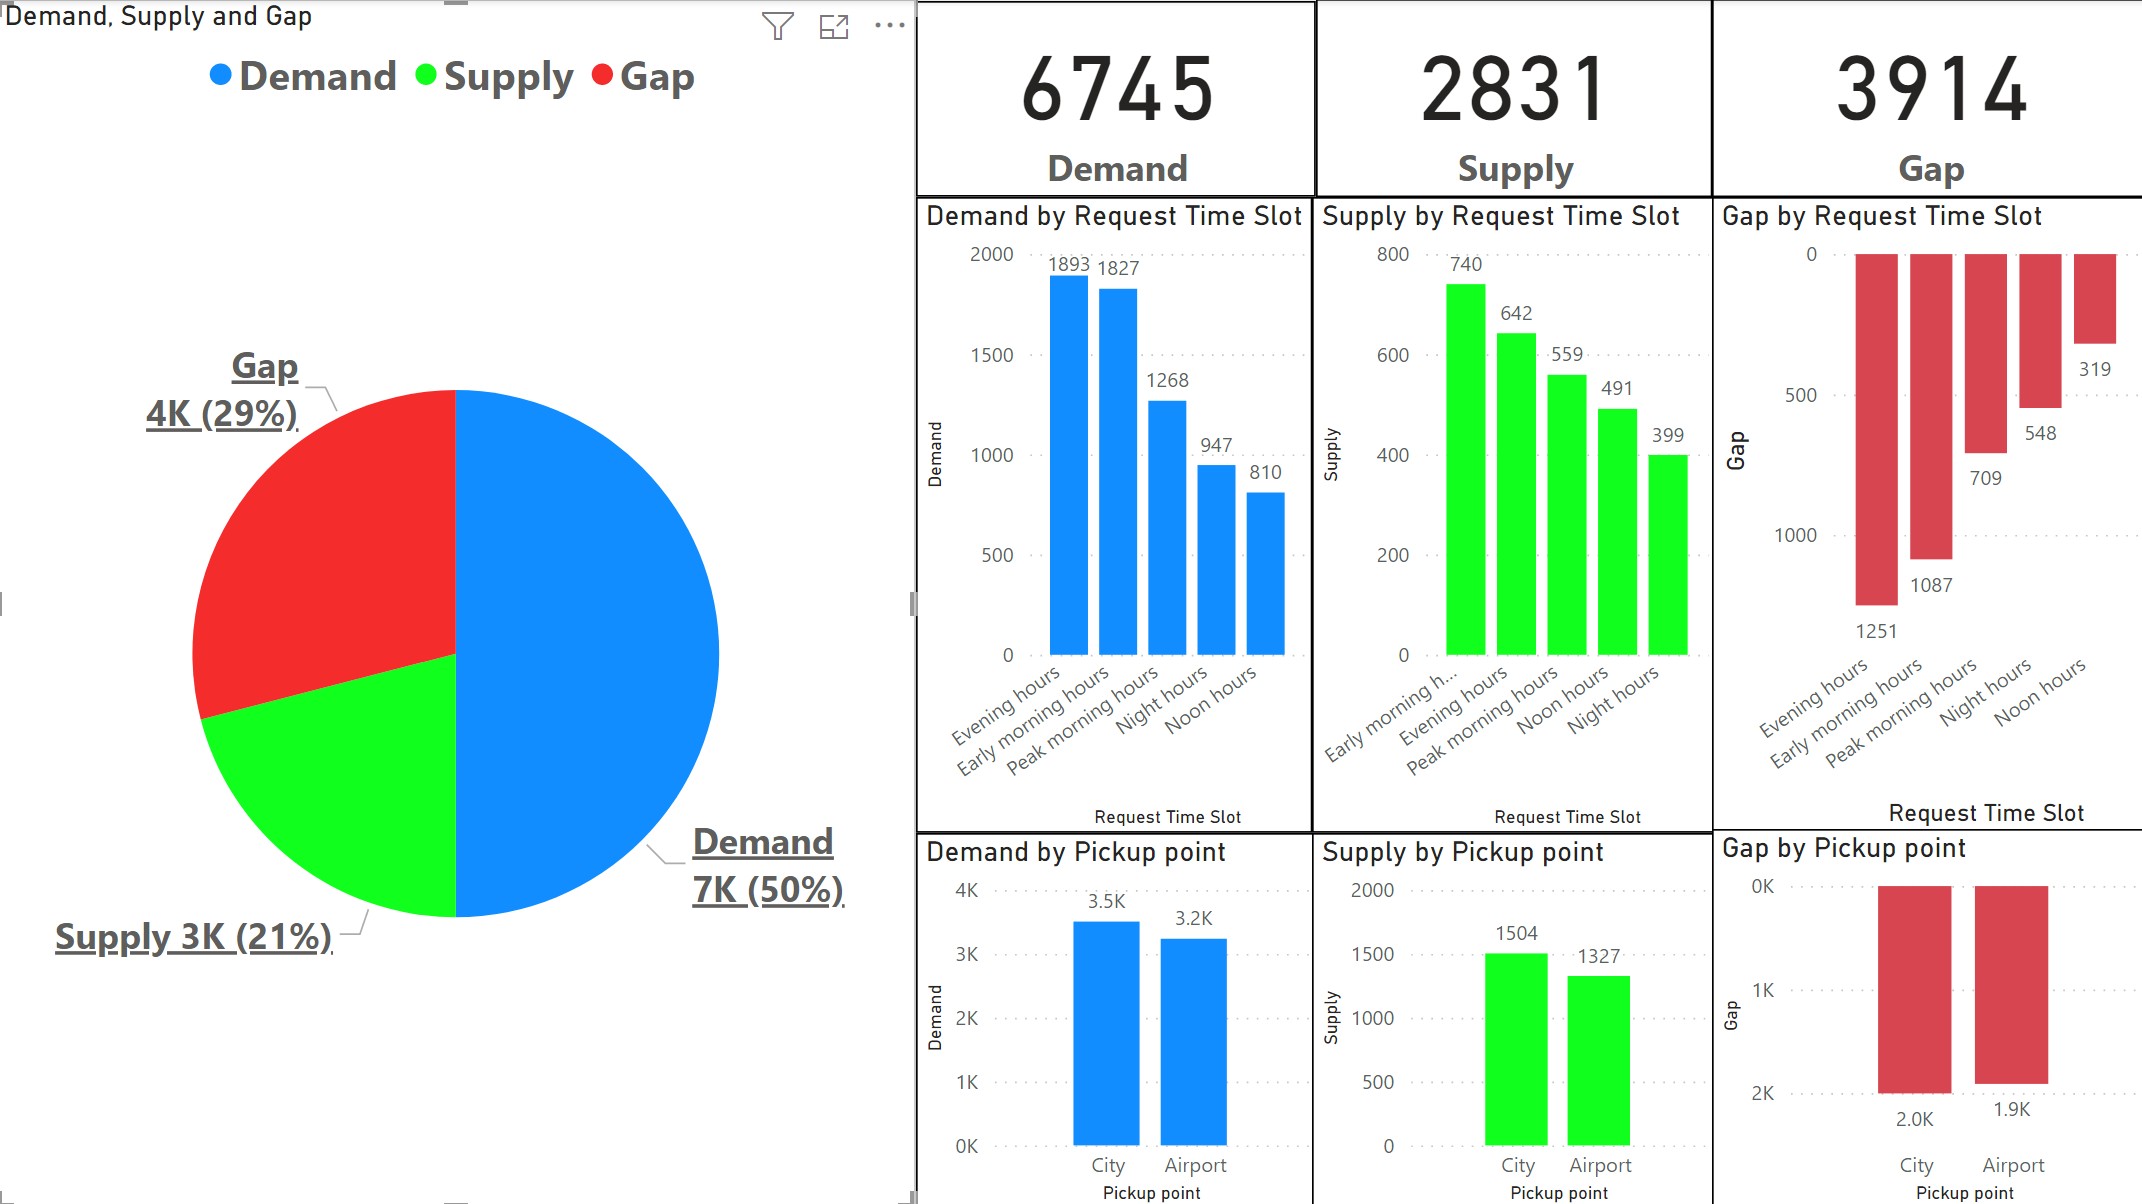 Demand, Supply and Gap
Demand Supply Gap
Gap
4K (29%)
Demand
7K (50%)
Supply 3K (21%)
6745
Demand
2831
Supply
3914
Gap
Demand by Request Time Slot
2000
1500
1000
500
0
Demand
1893
1827
1268
947
810
Evening hours
Early morning hours
Peak morning hours
Night hours
Noon hours
Request Time Slot
Supply by Request Time Slot
800
600
400
200
0
Supply
740
642
559
491
399
Early morning h...
Evening hours
Peak morning hours
Noon hours
Night hours
Request Time Slot
Gap by Request Time Slot
0
500
1000
Gap
1251
1087
709
548
319
Evening hours
Early morning hours
Peak morning hours
Night hours
Noon hours
Request Time Slot
Demand by Pickup point
4K
3K
2K
1K
0K
Demand
3.5K
3.2K
City
Airport
Pickup point
Supply by Pickup point
2000
1500
1000
500
0
Supply
1504
1327
City
Airport
Pickup point
Gap by Pickup point
0K
1K
2K
Gap
2.0K
1.9K
City
Airport
Pickup point